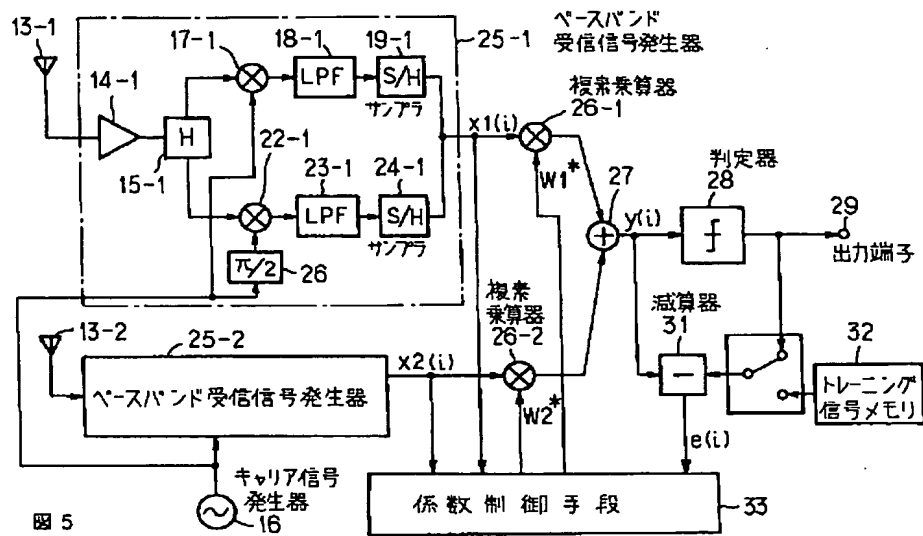 13-1
14-1
15-1
H
17-1
18-1
LPF
19-1
S/H
サンプラ
25-1
22-1
23-1
LPF
24-1
S/H
サンプラ
π/2
26
ベースバンド
受信信号発生器
複素乗算器
26-1
x1(i)
W1*
27
y(i)
判定器
28
29
出力端子
13-2
25-2
ベースバンド受信信号発生器
x2(i)
複素
乗算器
26-2
W2*
減算器
31
e(i)
32
トレーニング
信号メモリ
キャリア信号
発生器
16
係数制御手段
33
図5